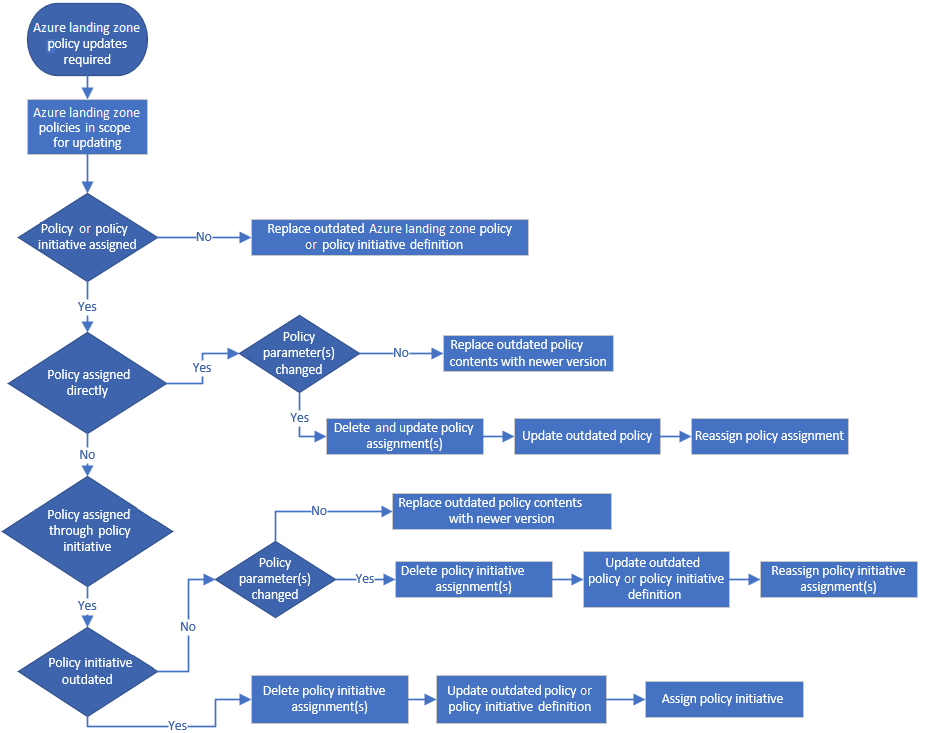 Azure landing zone
policy updates
required
Azure landing zone
policies in scope
for updating
Policy or policy
initiative assigned
No
Replace outdated Azure landing zone policy
or policy initiative definition
Yes
Policy assigned
directly
Yes
Policy
parameter(s)
changed
No
Replace outdated policy
contents with newer version
Yes
Delete and update policy
assignment(s)
Update outdated policy
Reassign policy assignment
No
Policy assigned
through policy
initiative
Yes
Policy initiative
outdated
No
Policy
parameter(s)
changed
No
Replace outdated policy contents
with newer version
Yes
Delete policy initiative
assignment(s)
Update outdated
policy or policy initiative
definition
Reassign policy initiative
assignment(s)
Yes
Delete policy initiative
assignment(s)
Update outdated policy or
policy initiative definition
Assign policy initiative